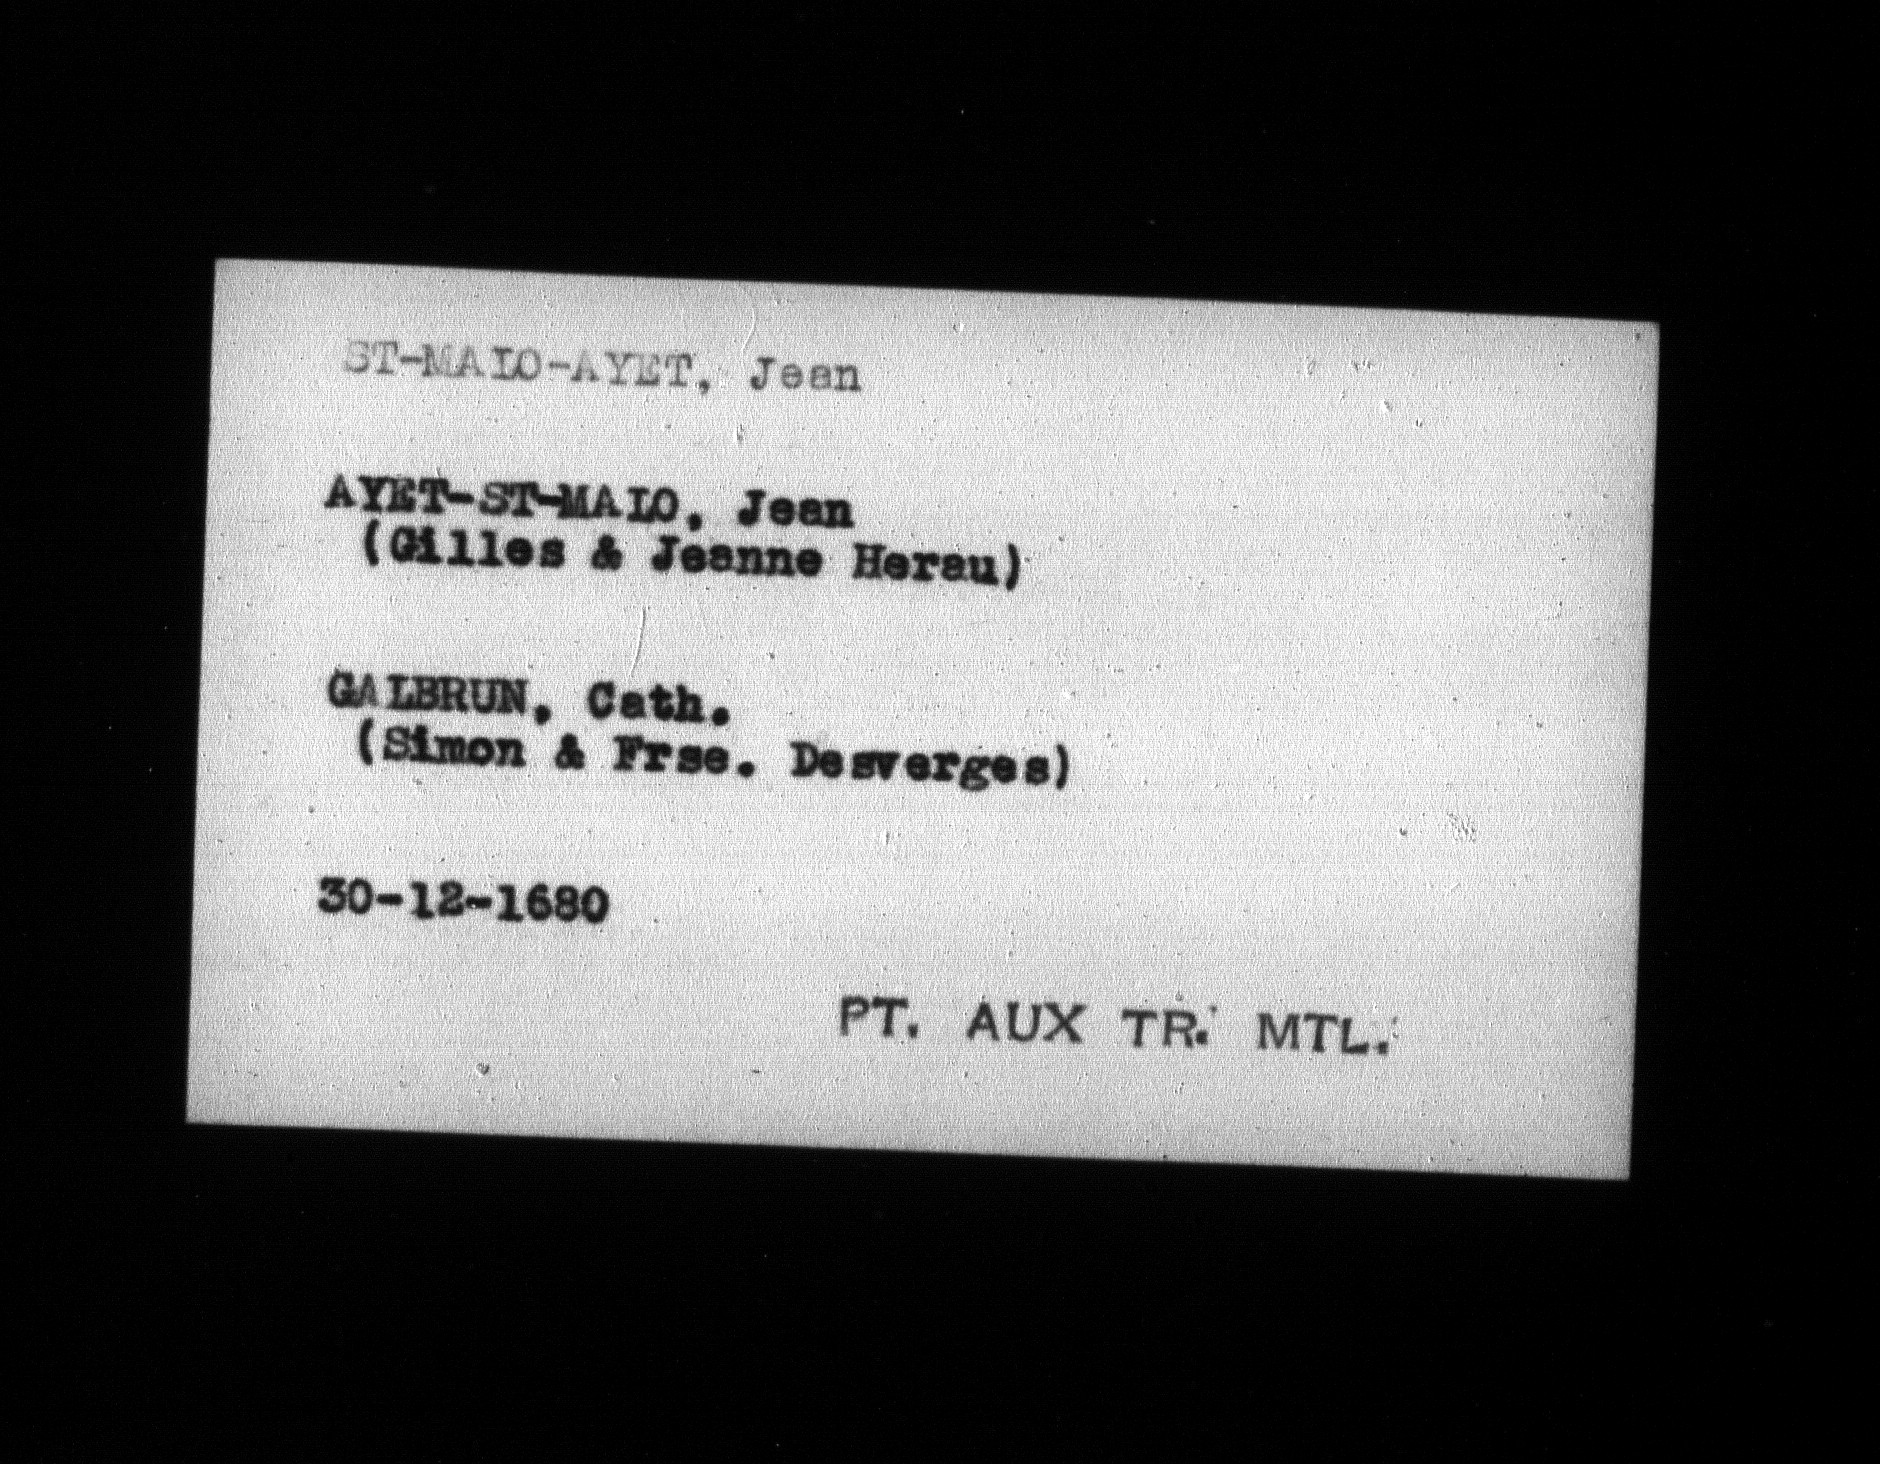 ST-MALO-AYET, Jean
AYET-ST-MALO, Jean
(Gilles & Jeanne Herau)
GALBRUN, Cath.
(Simon & Frse. Desverges)
30-12-1680
PT. AUX TR. MTL.